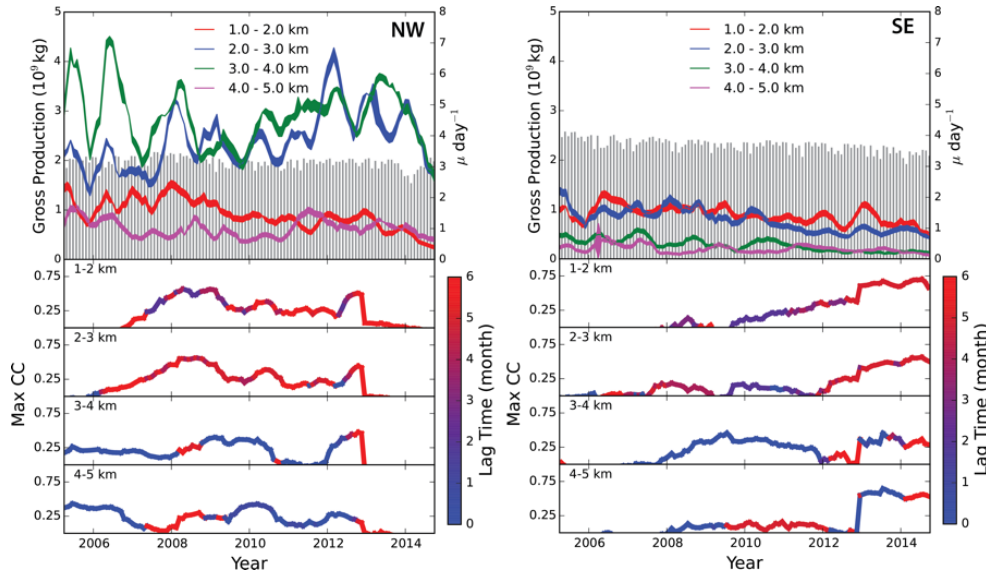 NW
1.0 - 2.0 km
2.0 - 3.0 km
3.0 - 4.0 km
4.0 - 5.0 km
Gross Production (10⁹ kg)
5
4
3
2
1
0
8
7
6
5
4
3
2
1
0
μ day⁻¹
1-2 km
0.75
0.25
2-3 km
0.75
0.25
3-4 km
0.75
0.25
4-5 km
0.75
0.25
Max CC
2006 2008 2010 2012 2014
Year
6
5
4
3
2
1
0
Lag Time (month)
SE
1.0 - 2.0 km
2.0 - 3.0 km
3.0 - 4.0 km
4.0 - 5.0 km
Gross Production (10⁹ kg)
5
4
3
2
1
0
8
7
6
5
4
3
2
1
0
μ day⁻¹
1-2 km
0.75
0.25
2-3 km
0.75
0.25
3-4 km
0.75
0.25
4-5 km
0.75
0.25
Max CC
2006 2008 2010 2012 2014
Year
6
5
4
3
2
1
0
Lag Time (month)